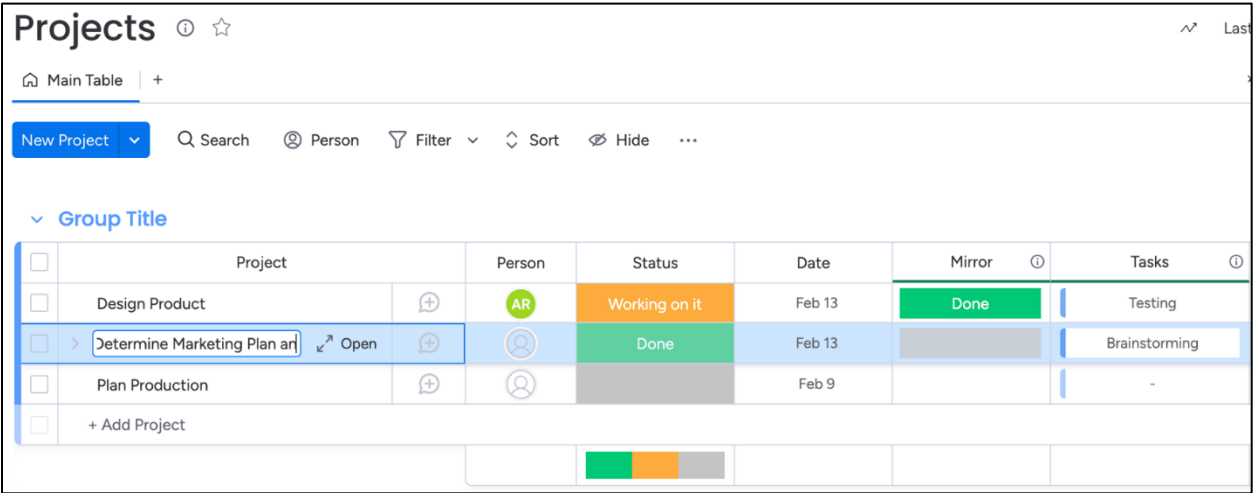 Projects
Last
Main Table +
New Project Search Person Filter Sort Hide ...
Group Title
Project Person Status Date Mirror Tasks
Design Product AR Working on it Feb 13 Done Testing
Determine Marketing Plan an Open Done Feb 13 Brainstorming
Plan Production Feb 9 -
+ Add Project